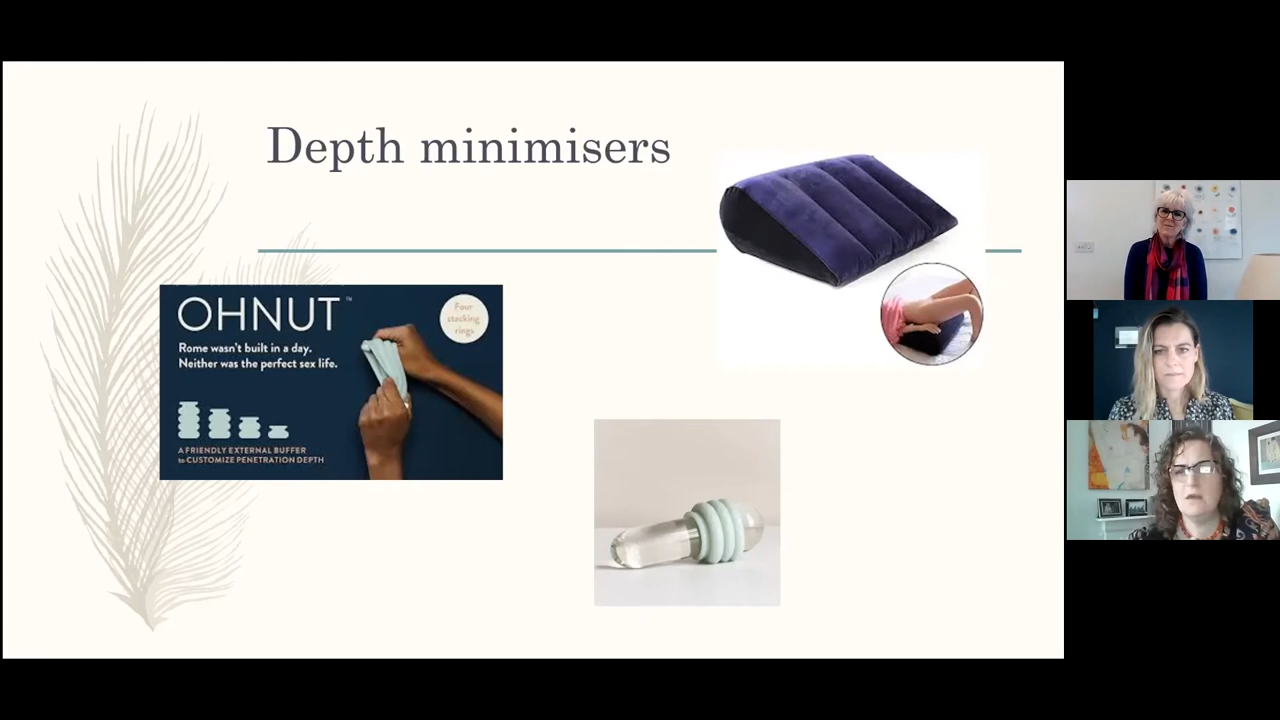 Depth minimisers
OHNUT™
Four
stacking
rings
Rome wasn't built in a day.
Neither was the perfect sex life.
A FRIENDLY EXTERNAL BUFFER
to CUSTOMIZE PENETRATION DEPTH